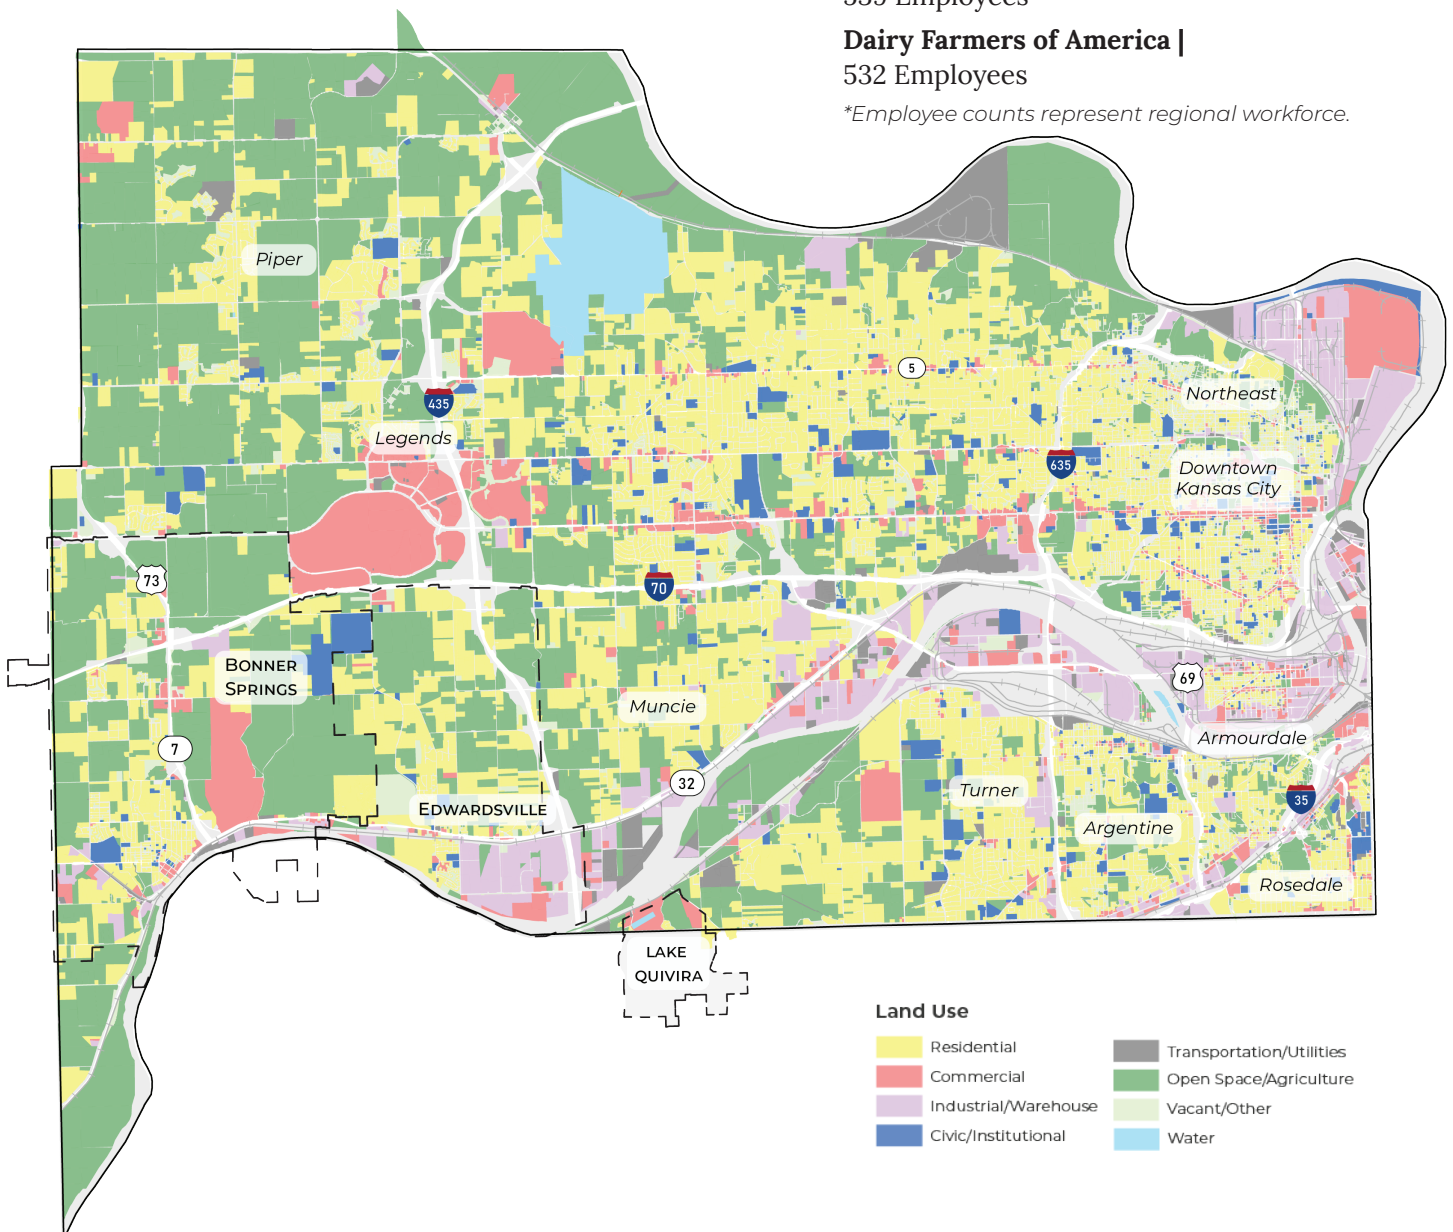 535 Employees
Dairy Farmers of America |
532 Employees
*Employee counts represent regional workforce.
Piper
5
Northeast
435
Legends
635
Downtown
Kansas City
73
70
BONNER
SPRINGS
69
Muncie
7
Armourdale
32
Turner
35
EDWARDSVILLE
Argentine
Rosedale
LAKE
QUIVIRA
Land Use
Residential
Commercial
Industrial/Warehouse
Civic/Institutional
Transportation/Utilities
Open Space/Agriculture
Vacant/Other
Water